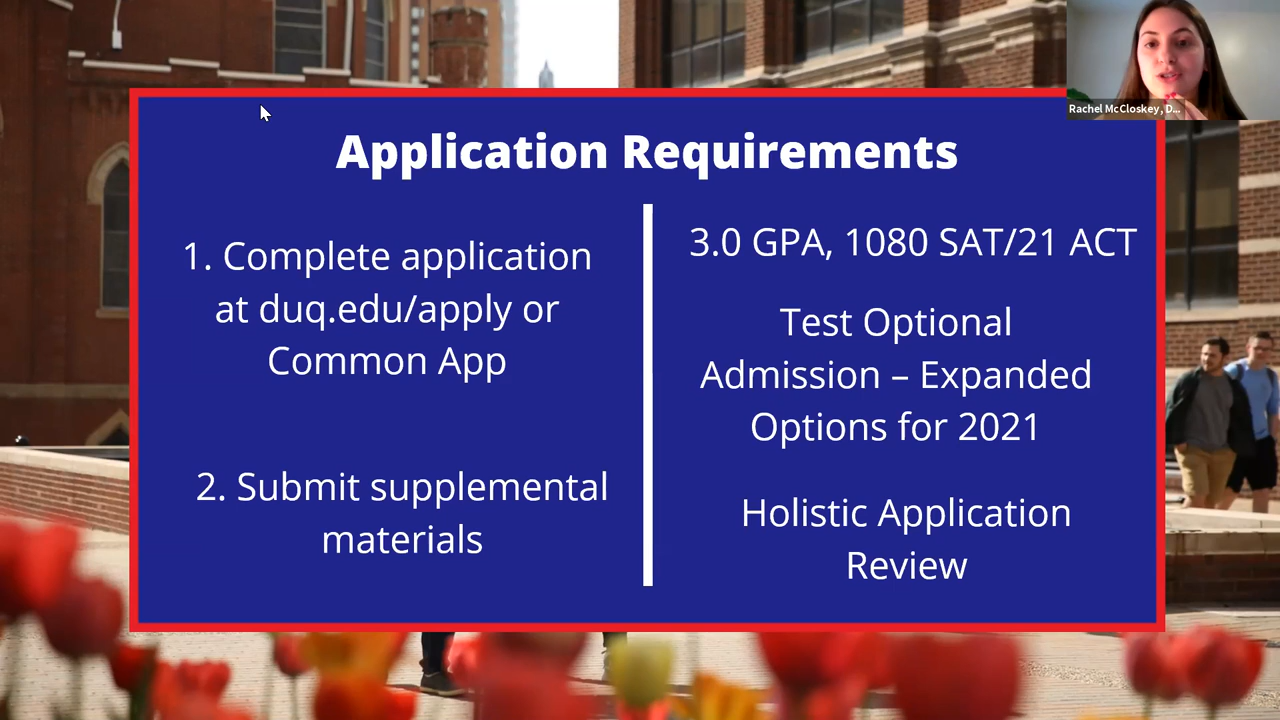 Rachel McCloskey, D...
Application Requirements
1. Complete application
at duq.edu/apply or
Common App
2. Submit supplemental
materials
3.0 GPA, 1080 SAT/21 ACT
Test Optional
Admission – Expanded
Options for 2021
Holistic Application
Review